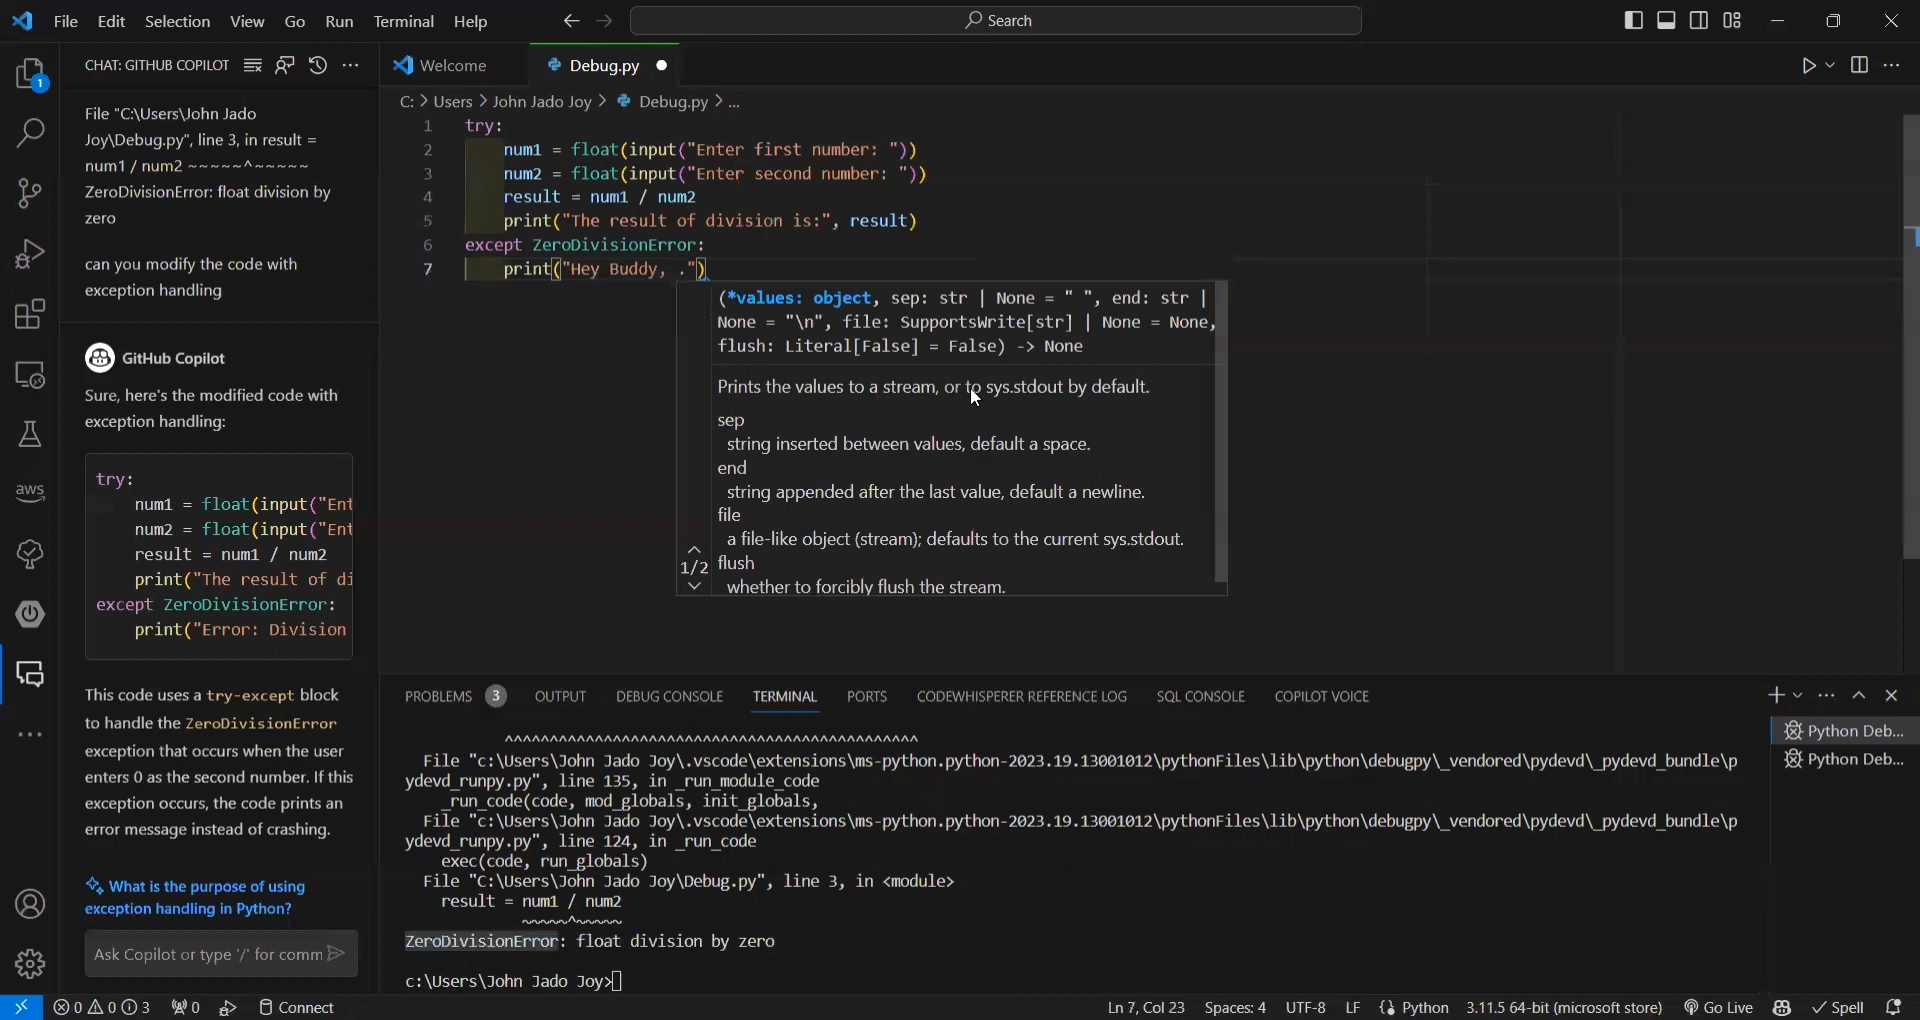 File Edit Selection View Go Run Terminal Help
Search
CHAT: GITHUB COPILOT
File "C:\Users\John Jado
Joy\Debug.py", line 3, in result =
num1 / num2 ~~~~~^~~~~~
ZeroDivisionError: float division by
zero
can you modify the code with
exception handling
GitHub Copilot
Sure, here's the modified code with
exception handling:
try:
num1 = float(input("Ent
num2 = float(input("Ent
result = num1 / num2
print("The result of di
except ZeroDivisionError:
print("Error: Division
This code uses a try-except block
to handle the ZeroDivisionError
exception that occurs when the user
enters 0 as the second number. If this
exception occurs, the code prints an
error message instead of crashing.
What is the purpose of using
exception handling in Python?
Ask Copilot or type '/' for comm
1
aws
Welcome
Debug.py
C: > Users > John Jado Joy > Debug.py > ...
1 try:
2 num1 = float(input("Enter first number: "))
3 num2 = float(input("Enter second number: "))
4 result = num1 / num2
5 print("The result of division is:", result)
6 except ZeroDivisionError:
7 print("Hey Buddy, .")
(*values: object, sep: str | None = " ", end: str |
None = "\n", file: SupportsWrite[str] | None = None,
flush: Literal[False] = False) -> None
Prints the values to a stream, or to sys.stdout by default.
sep
string inserted between values, default a space.
end
string appended after the last value, default a newline.
file
a file-like object (stream); defaults to the current sys.stdout.
1/2
flush
whether to forcibly flush the stream.
PROBLEMS 3 OUTPUT DEBUG CONSOLE TERMINAL PORTS CODEWHISPERER REFERENCE LOG SQL CONSOLE COPILOT VOICE
^^^^^^^^^^^^^^^^^^^^^^^^^^^^^^^^^^^^^^^^^^^
File "c:\Users\John Jado Joy\.vscode\extensions\ms-python.python-2023.19.13001012\pythonFiles\lib\python\debugpy\_vendored\pydevd\_pydevd_bundle\p
ydevd_runpy.py", line 135, in _run_module_code
_run_code(code, mod_globals, init_globals,
File "c:\Users\John Jado Joy\.vscode\extensions\ms-python.python-2023.19.13001012\pythonFiles\lib\python\debugpy\_vendored\pydevd\_pydevd_bundle\p
ydevd_runpy.py", line 124, in _run_code
exec(code, run_globals)
File "C:\Users\John Jado Joy\Debug.py", line 3, in <module>
result = num1 / num2
~~~~~^~~~~~
ZeroDivisionError: float division by zero
c:\Users\John Jado Joy>
Python Deb...
Python Deb...
0 0 3 0 Connect
Ln 7, Col 23 Spaces: 4 UTF-8 LF Python 3.11.5 64-bit (microsoft store) Go Live Spell